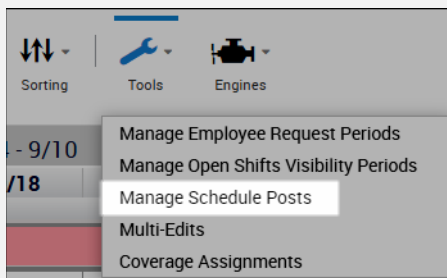 Sorting
Tools
Engines
- 9/10
/18
Manage Employee Request Periods
Manage Open Shifts Visibility Periods
Manage Schedule Posts
Multi-Edits
Coverage Assignments